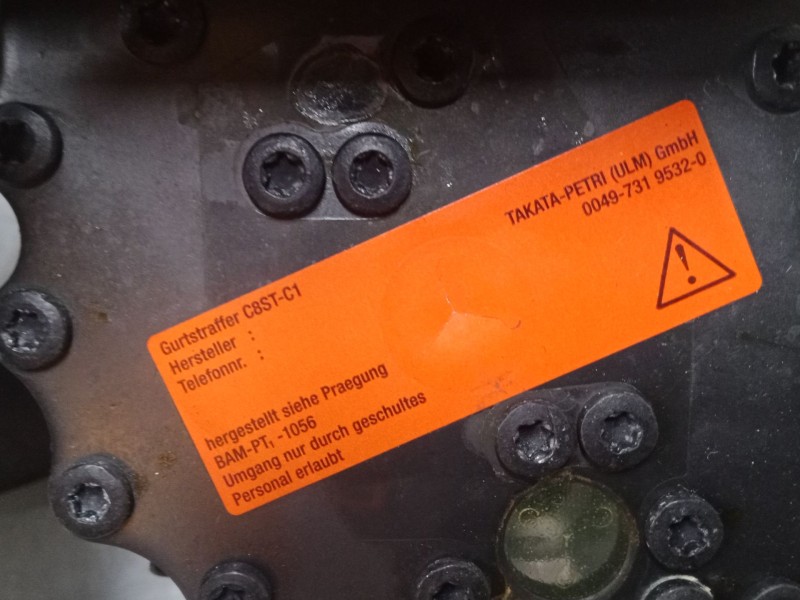 Gurtstraffer C8ST-C1
Hersteller :
TAKATA-PETRI (ULM) GmbH
Telefonnr. :
0049-731 9532-0
hergestellt siehe Praegung
BAM-PT₁ -1056
Umgang nur durch geschultes
Personal erlaubt